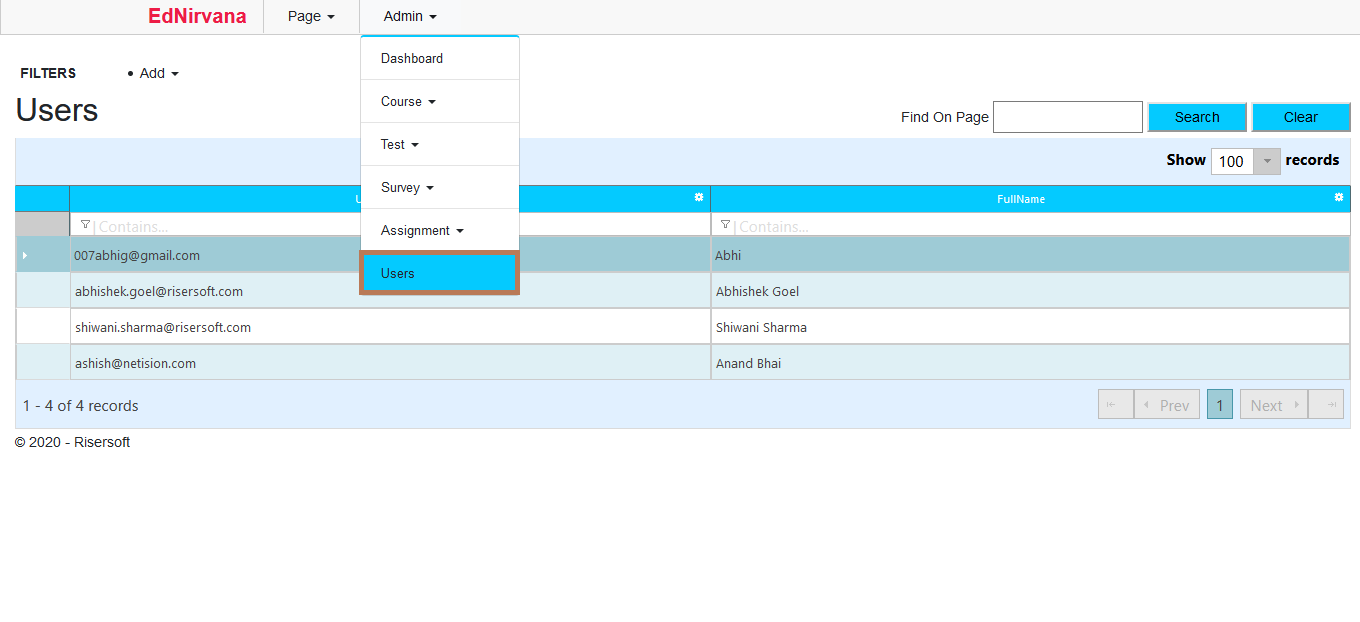 EdNirvana Page Admin
Dashboard
FILTERS • Add
Users
Course
Find On Page Search Clear
Test
Show 100 records
Survey
U FullName
Contains... Contains...
Assignment
007abhig@gmail.com Abhi
Users
abhishek.goel@risersoft.com Abhishek Goel
shiwani.sharma@risersoft.com Shiwani Sharma
ashish@netision.com Anand Bhai
1 - 4 of 4 records Prev 1 Next
© 2020 - Risersoft